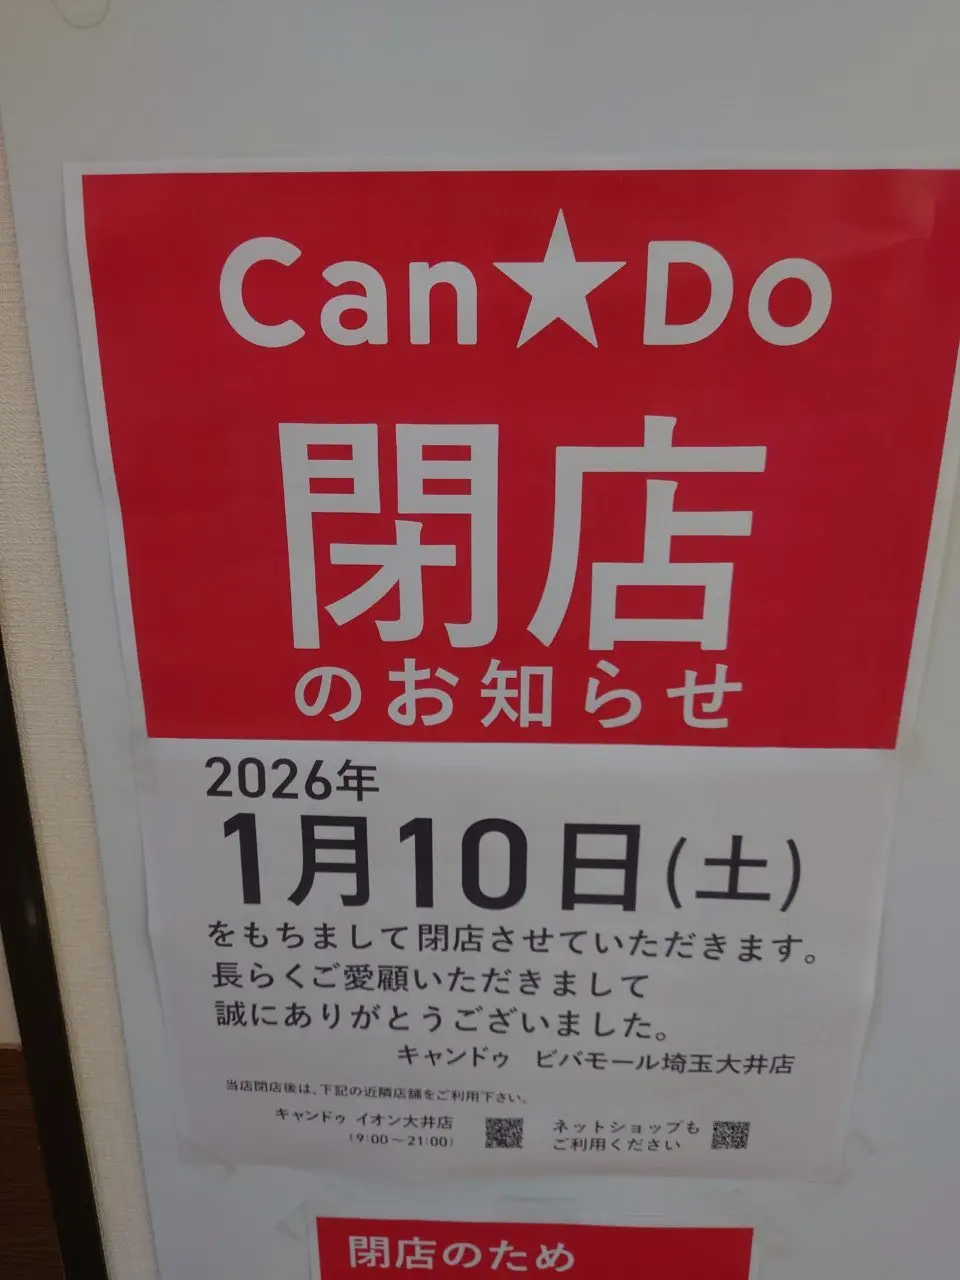 Can★Do
閉店
のお知らせ
2026年
1月10日(土)
をもちまして閉店させていただきます。
長らくご愛顧いただきまして
誠にありがとうございました。
キャンドゥ ビバモール埼玉大井店
当店閉店後は、下記の近隣店舗をご利用下さい。
キャンドゥ イオン大井店
(9:00～21:00)
ネットショップも
ご利用ください
閉店のため